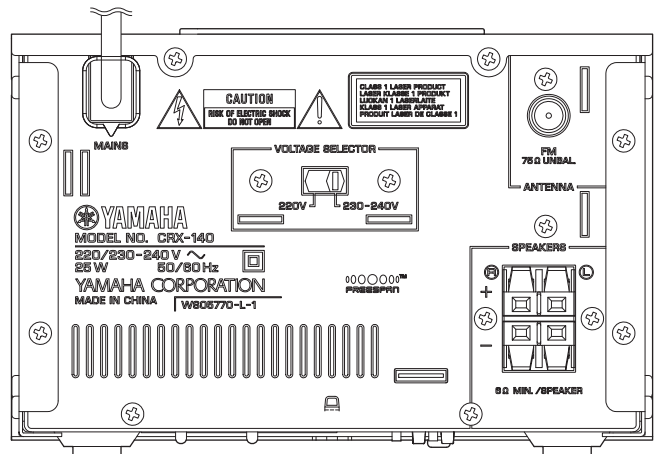 MAINS
CAUTION
RISK OF ELECTRIC SHOCK
DO NOT OPEN
CLASS 1 LASER PRODUCT
LASER KLASSE 1 PRODUKT
LUOKAN 1 LASERLAITE
KLASS 1 LASER APPARAT
PRODUIT LASER DE CLASSE 1
FM
75Ω UNBAL.
ANTENNA
VOLTAGE SELECTOR
220V
230-240V
YAMAHA
MODEL NO. CRX-140
220/230-240 V ~
25 W 50/60 Hz
YAMAHA CORPORATION
MADE IN CHINA
W805770-L-1
FREESPAN™
SPEAKERS
R
L
+
−
6Ω MIN./SPEAKER